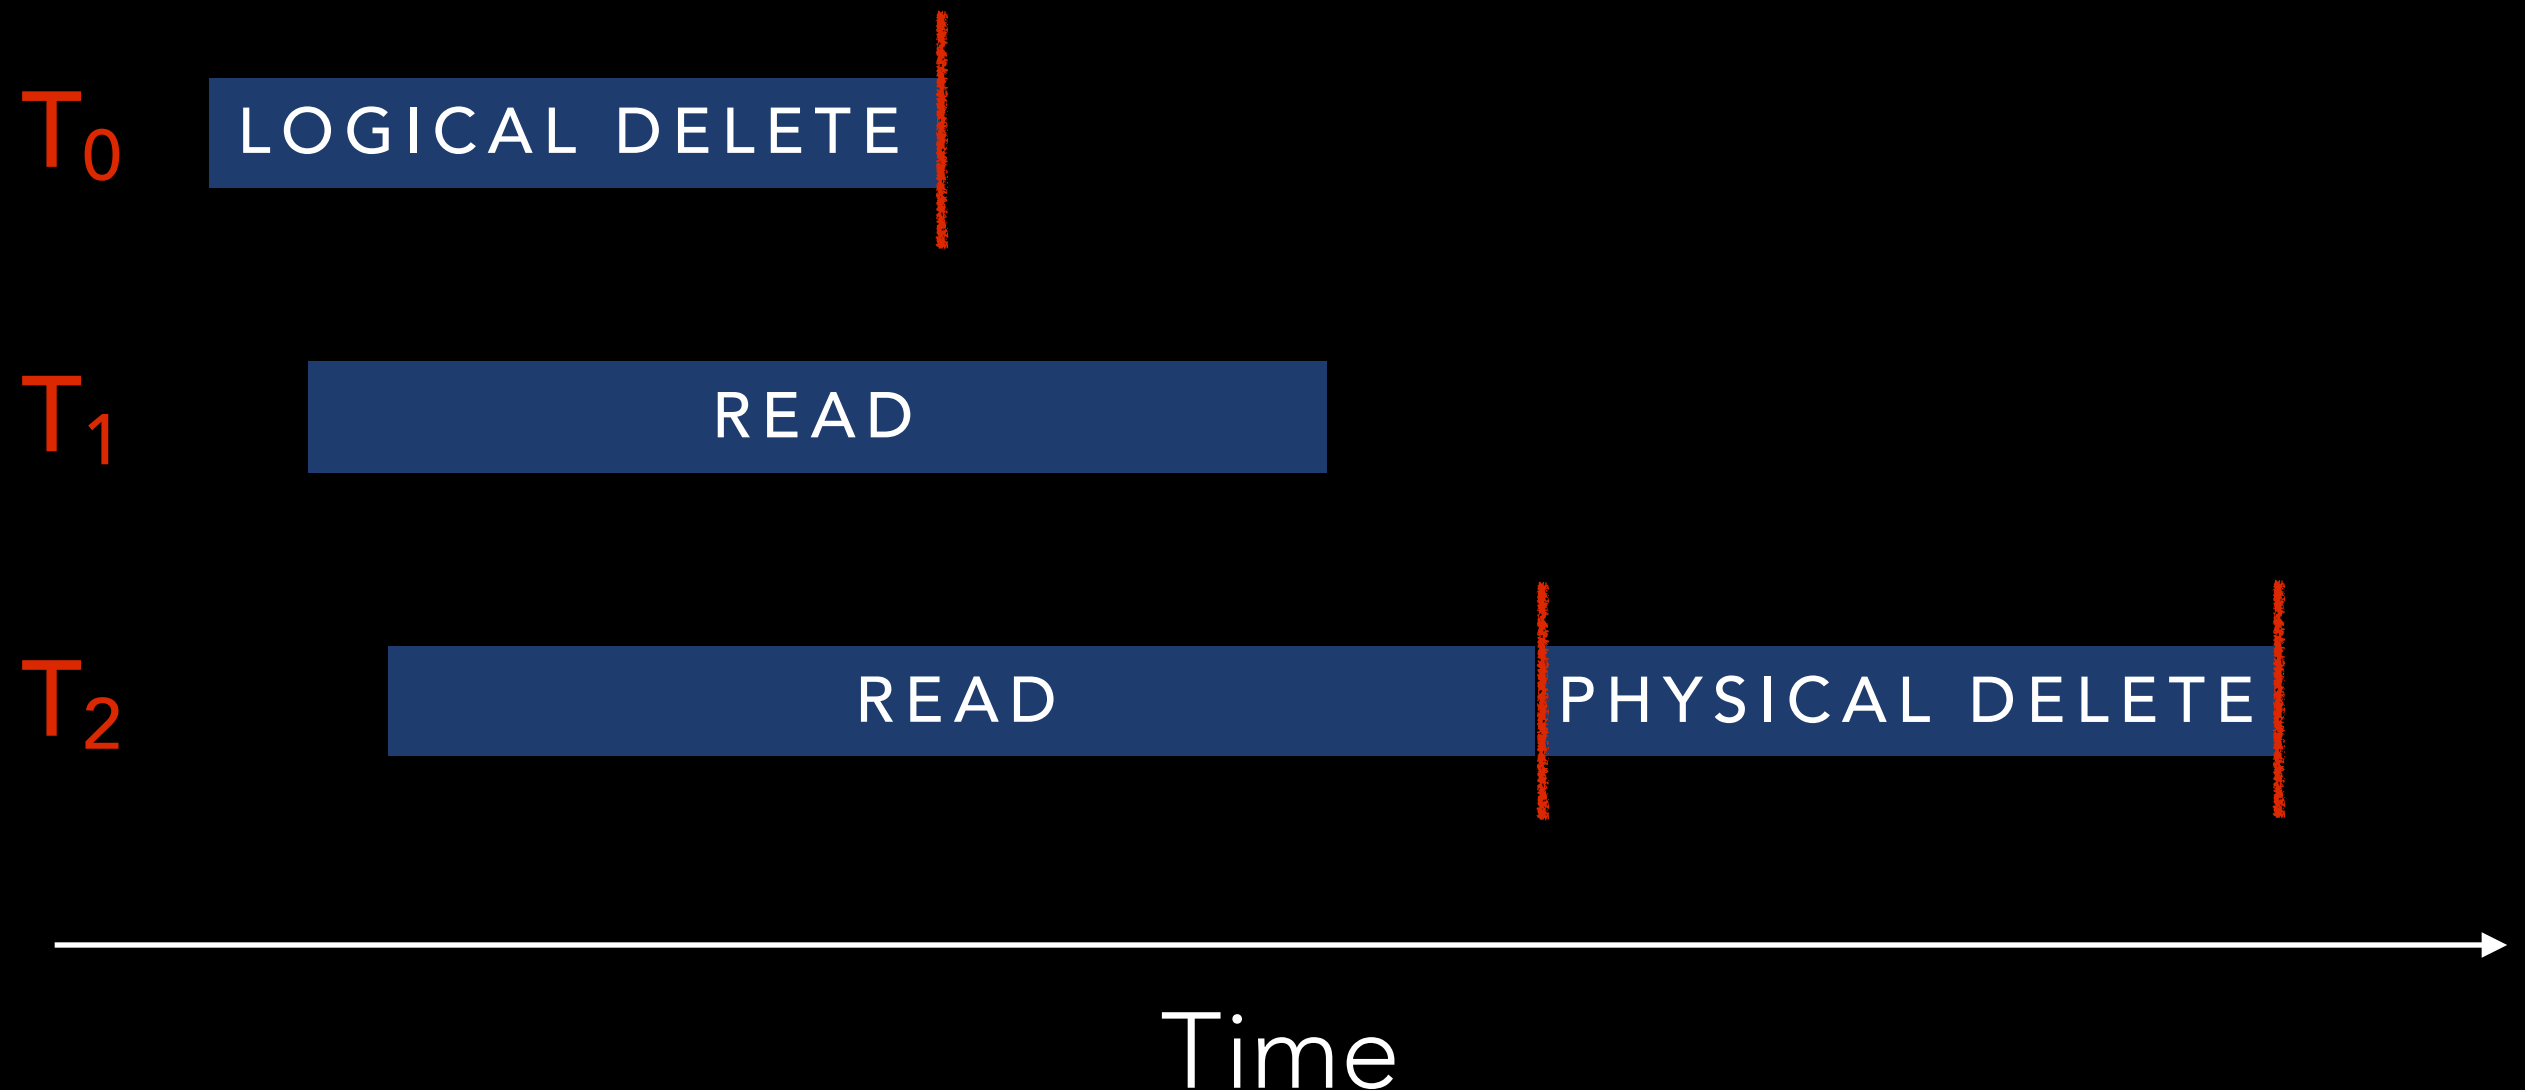 T₀ LOGICAL DELETE
T₁ READ
T₂ READ PHYSICAL DELETE
Time